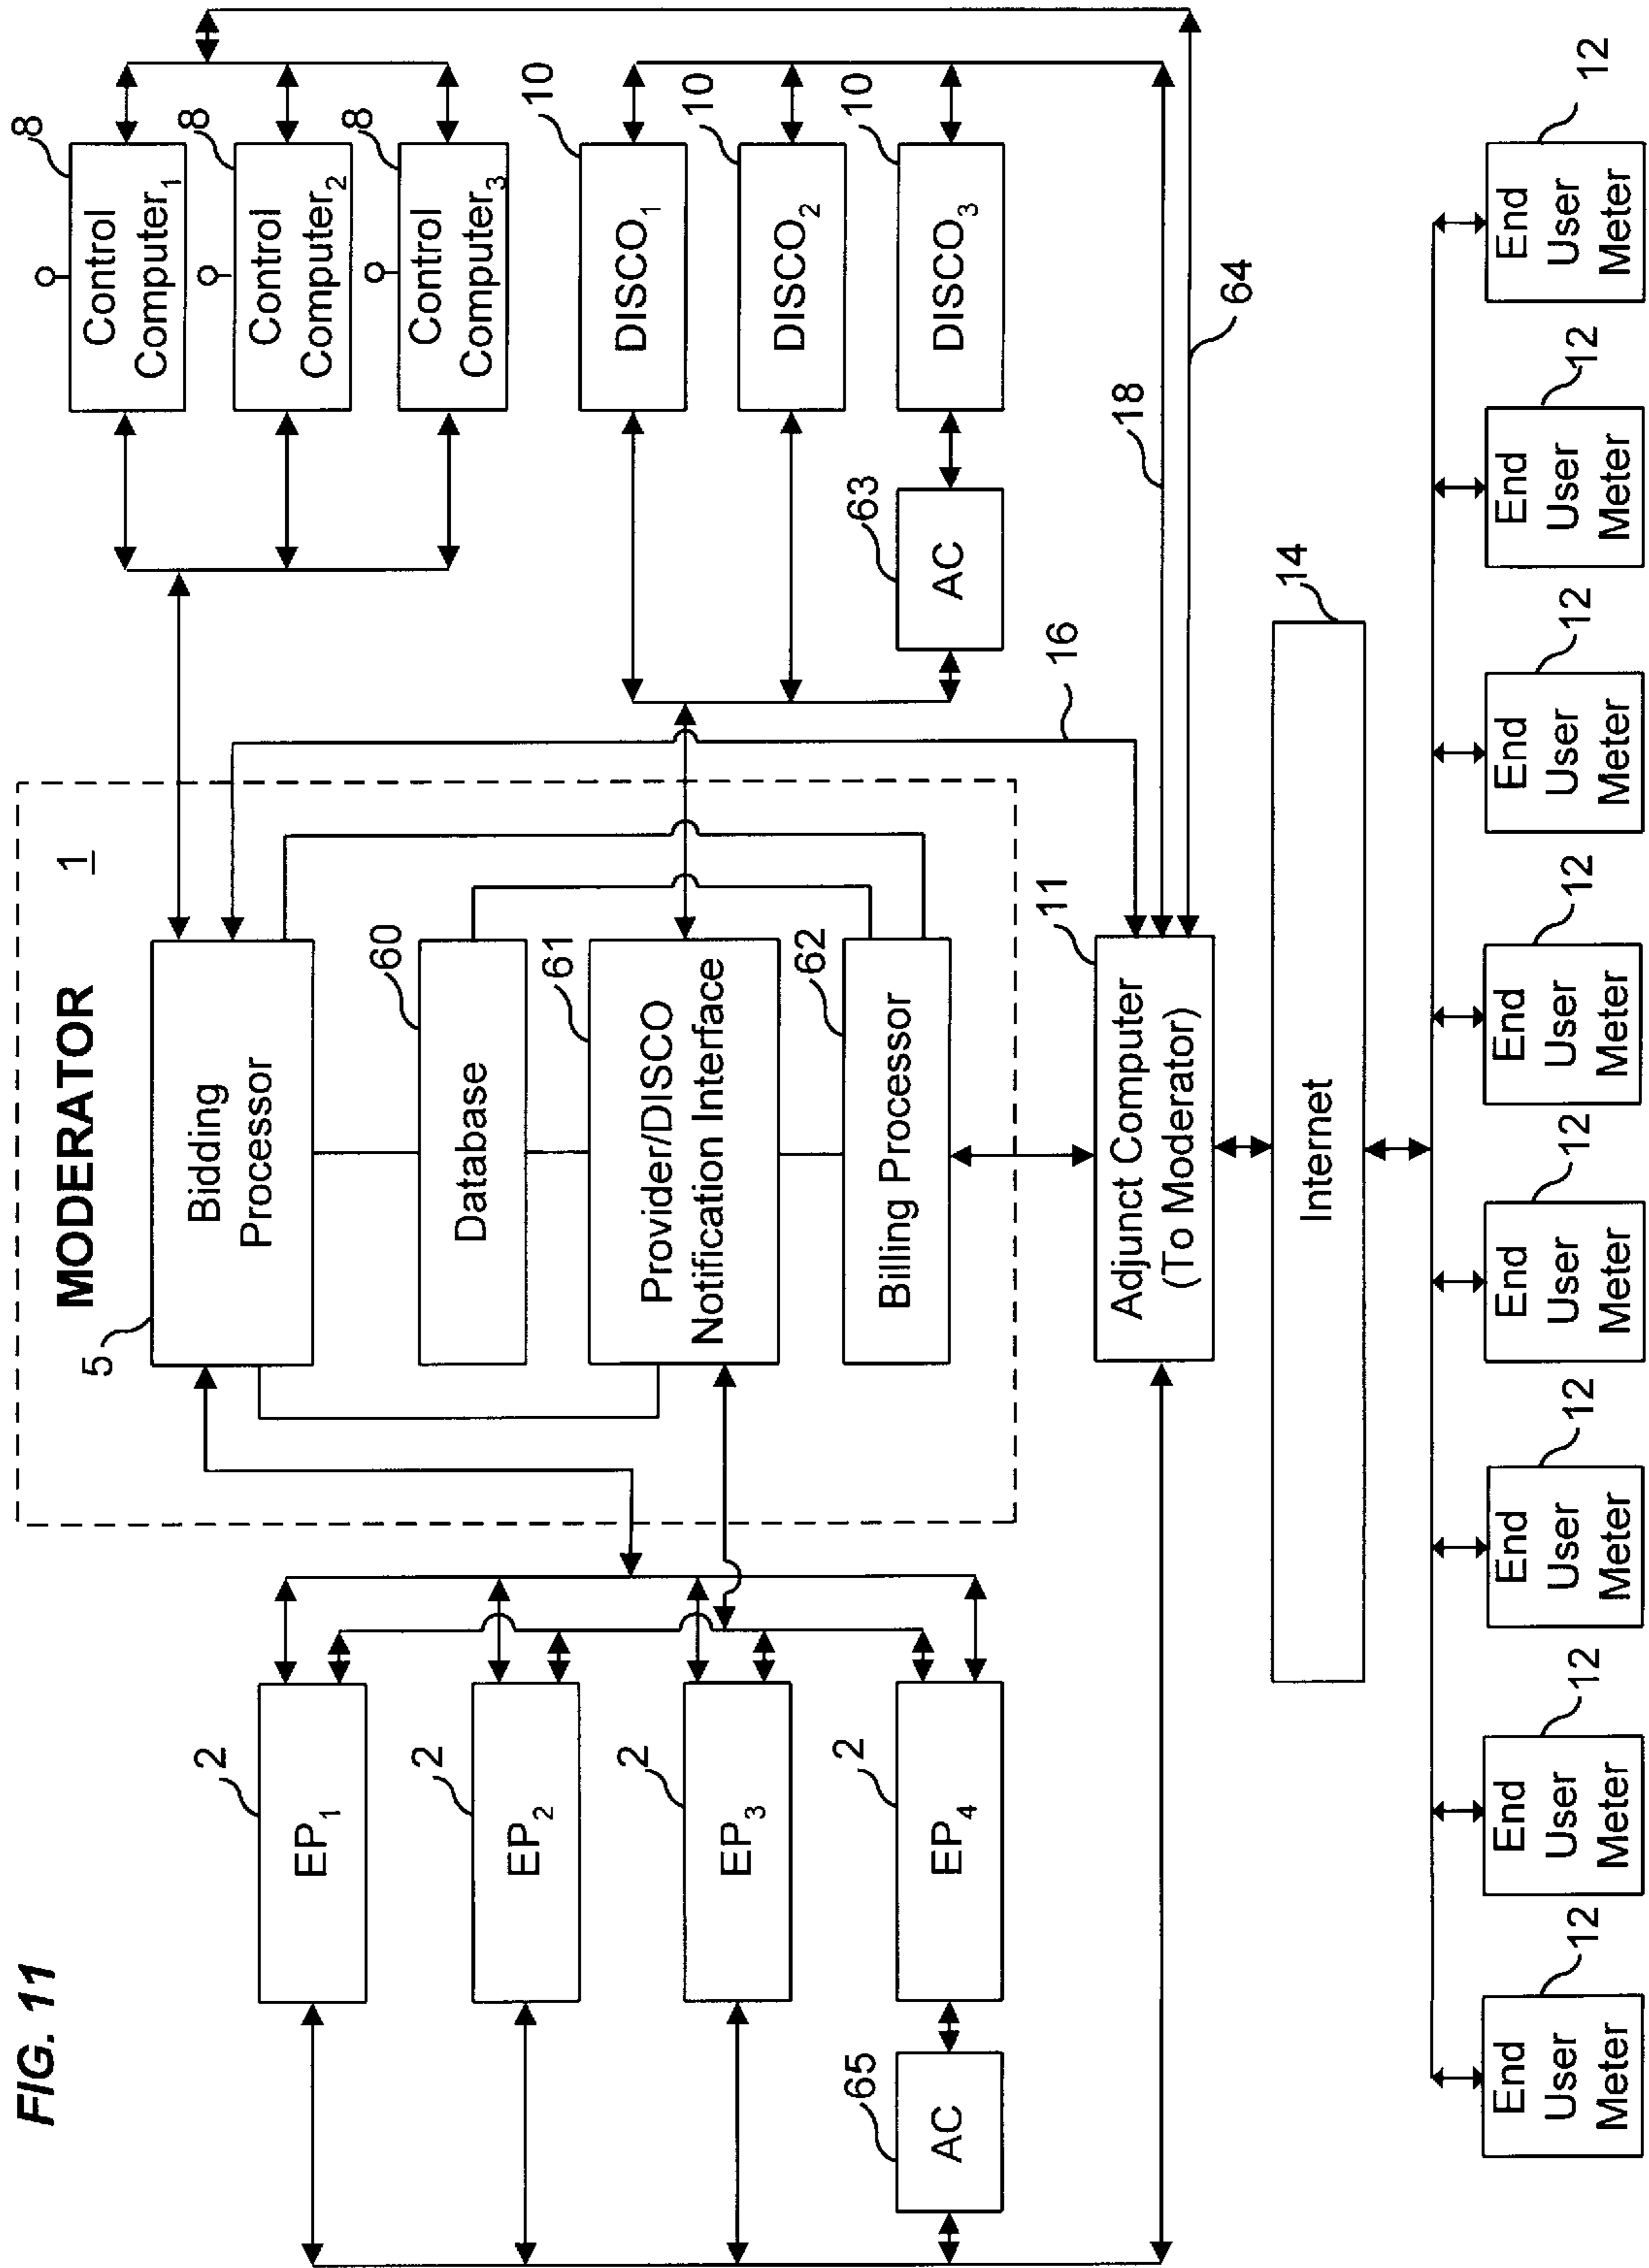 FIG. 11
MODERATOR
1
5
Bidding
Processor
60
Database
61
Provider/DISCO
Notification Interface
62
Billing Processor
2
EP1
2
EP2
2
EP3
2
EP4
65
AC
8
Control
Computer1
8
Control
Computer2
8
Control
Computer3
10
DISCO1
10
DISCO2
10
DISCO3
63
AC
16
18
64
11
Adjunct Computer
(To Moderator)
14
Internet
12
End
User
Meter
12
End
User
Meter
12
End
User
Meter
12
End
User
Meter
12
End
User
Meter
12
End
User
Meter
12
End
User
Meter
12
End
User
Meter